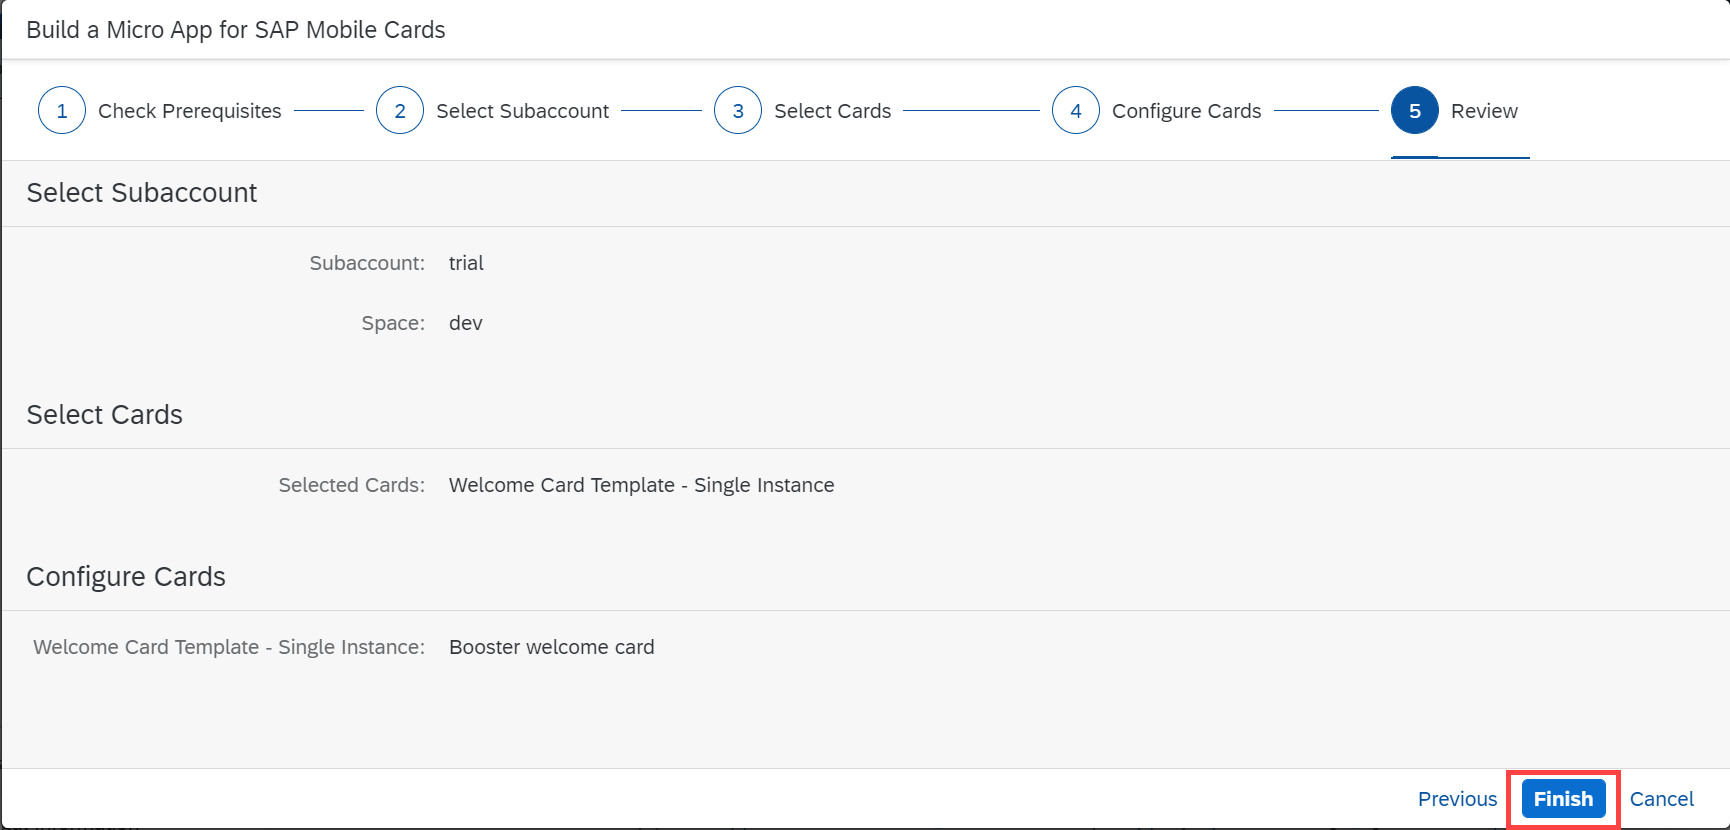 Build a Micro App for SAP Mobile Cards
1 Check Prerequisites 2 Select Subaccount 3 Select Cards 4 Configure Cards 5 Review
Select Subaccount
Subaccount: trial
Space: dev
Select Cards
Selected Cards: Welcome Card Template - Single Instance
Configure Cards
Welcome Card Template - Single Instance: Booster welcome card
Previous Finish Cancel